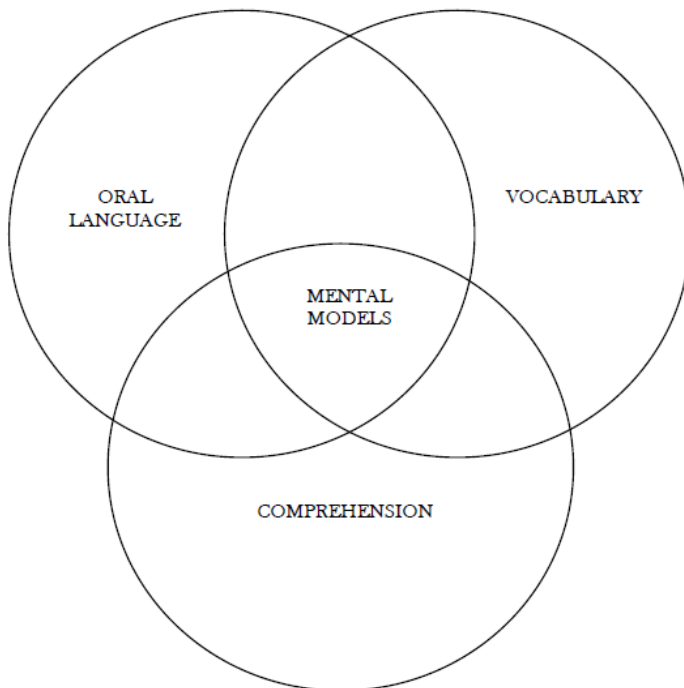 ORAL
LANGUAGE
VOCABULARY
MENTAL
MODELS
COMPREHENSION